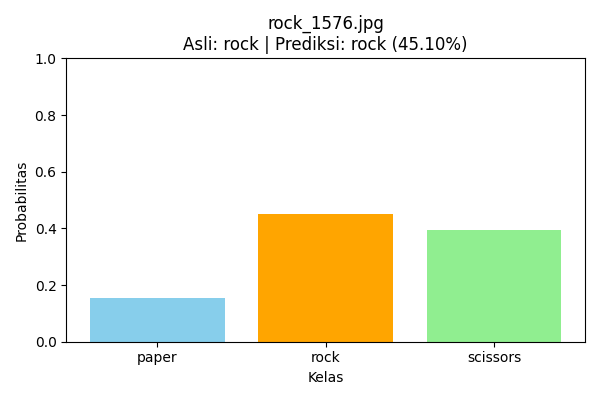 rock_1576.jpg
Asli: rock | Prediksi: rock (45.10%)
1.0
0.8
0.6
0.4
0.2
0.0
Probabilitas
paper rock scissors
Kelas